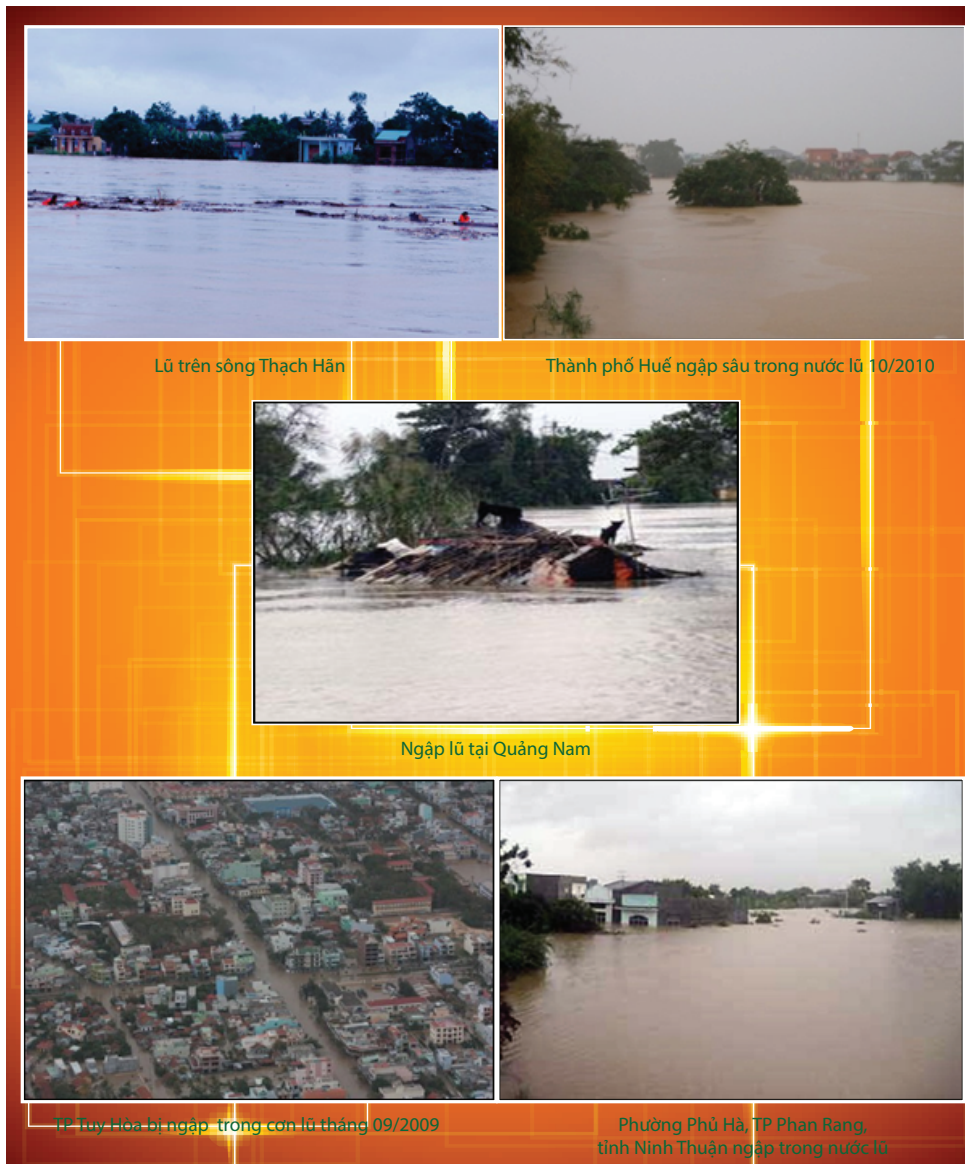 Lũ trên sông Thạch Hãn
Thành phố Huế ngập sâu trong nước lũ 10/2010
Ngập lũ tại Quảng Nam
TP Tuy Hòa bị ngập trong cơn lũ tháng 09/2009
Phường Phủ Hà, TP Phan Rang,
tỉnh Ninh Thuận ngập trong nước lũ